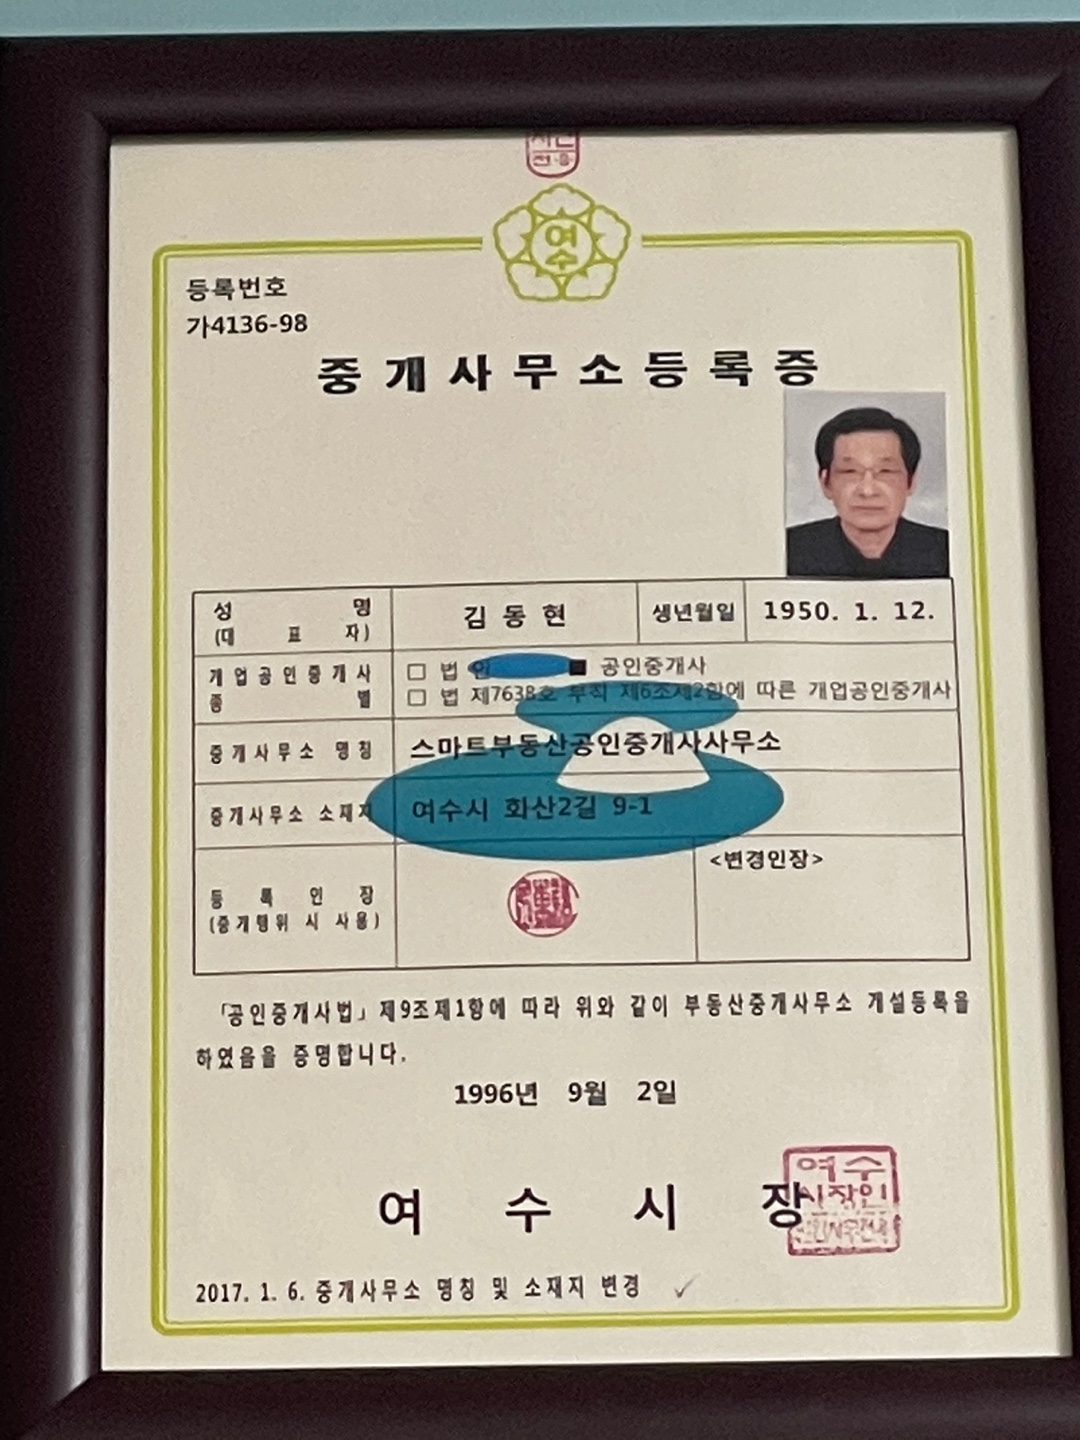 전 용
여
수
등록번호
가4136-98
중개사무소등록증
성 명
(대 표 자)
김 동 현
생년월일
1950. 1. 12.
개업공인중개사
종 별
□ 법 인 ■ 공인중개사
□ 법 제7638호 부칙 제6조제2항에 따른 개업공인중개사
중개사무소 명칭
스마트부동산공인중개사사무소
중개사무소 소재지
여수시 화산2길 9-1
등 록 인 장
(중개행위 시 사용)
<변경인장>
「공인중개사법」 제9조제1항에 따라 위와 같이 부동산중개사무소 개설등록을
하였음을 증명합니다.
1996년 9월 2일
여 수 시 장
여수
시장인
2017. 1. 6. 중개사무소 명칭 및 소재지 변경